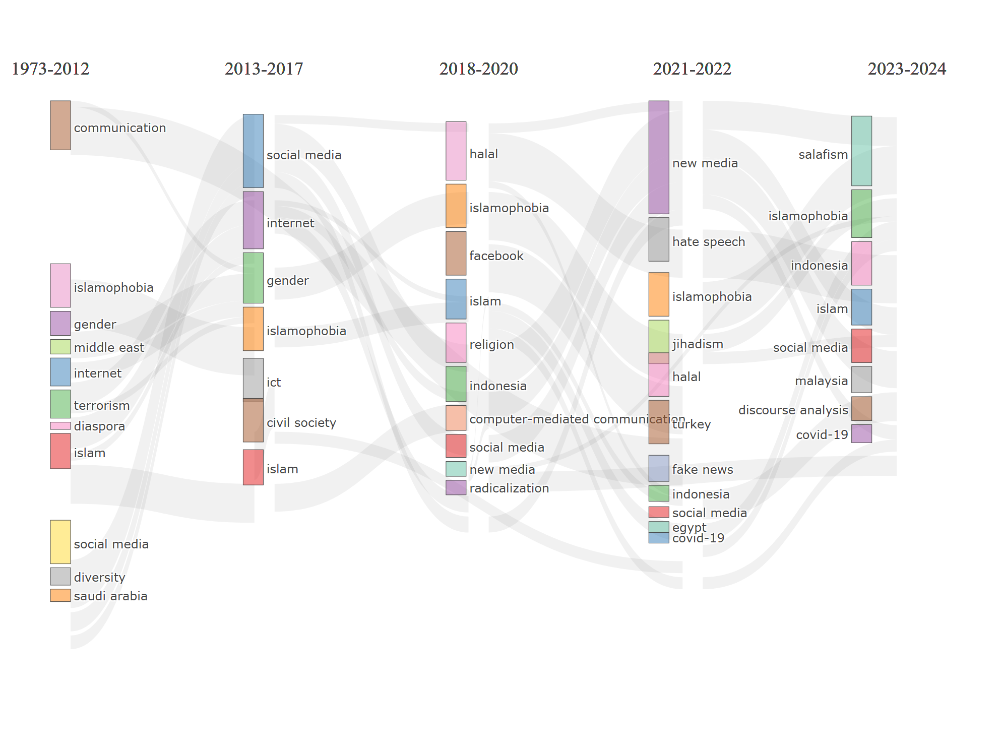 1973-2012
2013-2017
2018-2020
2021-2022
2023-2024
communication
islamophobia
gender
middle east
internet
terrorism
diaspora
islam
social media
diversity
saudi arabia
social media
internet
gender
islamophobia
ict
civil society
islam
halal
islamophobia
facebook
islam
religion
indonesia
computer-mediated communication
social media
new media
radicalization
new media
hate speech
islamophobia
jihadism
halal
turkey
fake news
indonesia
social media
egypt
covid-19
salafism
islamophobia
indonesia
islam
social media
malaysia
discourse analysis
covid-19